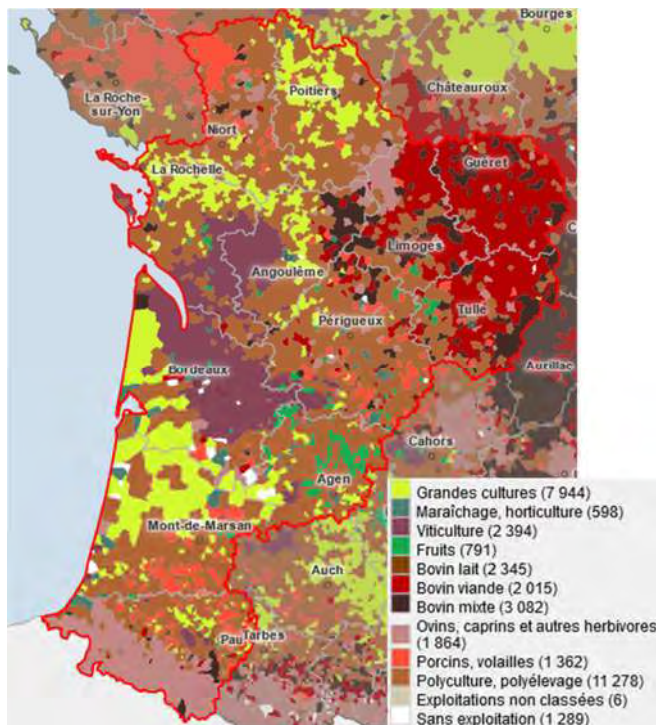 Bourges
Châteauroux
La Roche-
sur-Yon
Poitiers
Niort
Guéret
La Rochelle
Limoges
Angoulême
Tulle
Périgueux
Aurillac
Bordeaux
Cahors
Agen
Mont-de-Marsan
Auch
Pau
Tarbes
Grandes cultures (7 944)
Maraîchage, horticulture (598)
Viticulture (2 394)
Fruits (791)
Bovin lait (2 345)
Bovin viande (2 015)
Bovin mixte (3 082)
Ovins, caprins et autres herbivores
(1 864)
Porcins, volailles (1 362)
Polyculture, polyélevage (11 278)
Exploitations non classées (6)
Sans exploitation (1 289)